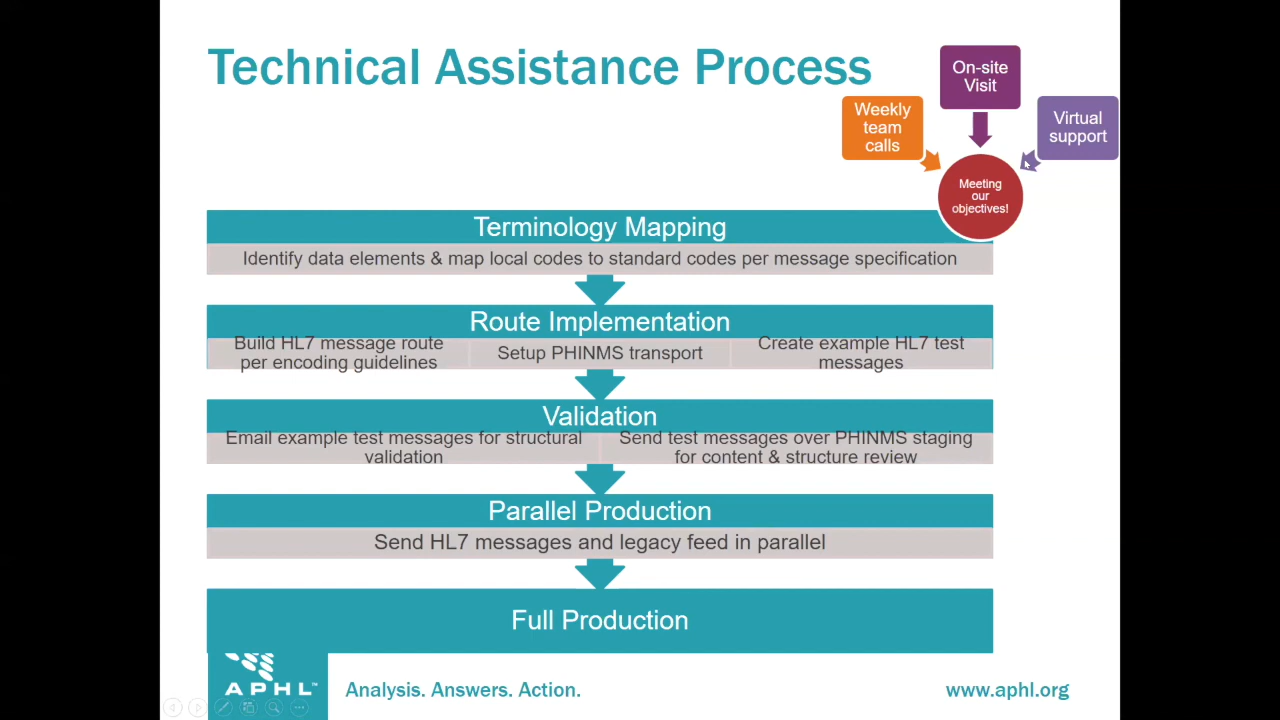 Technical Assistance Process
On-site
Visit
Weekly
team
calls
Virtual
support
Meeting
our
objectives!
Terminology Mapping
Identify data elements & map local codes to standard codes per message specification
Route Implementation
Build HL7 message route
per encoding guidelines
Setup PHINMS transport
Create example HL7 test
messages
Validation
Email example test messages for structural
validation
Send test messages over PHINMS staging
for content & structure review
Parallel Production
Send HL7 messages and legacy feed in parallel
Full Production
APHL™
Analysis. Answers. Action.
www.aphl.org